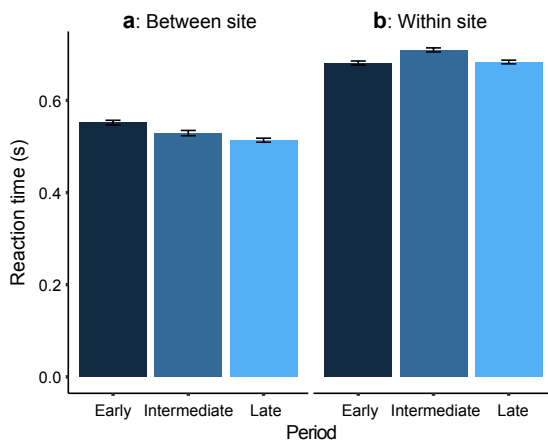 a: Between site
b: Within site
Reaction time (s)
0.6
0.4
0.2
0.0
Early Intermediate Late
Early Intermediate Late
Period